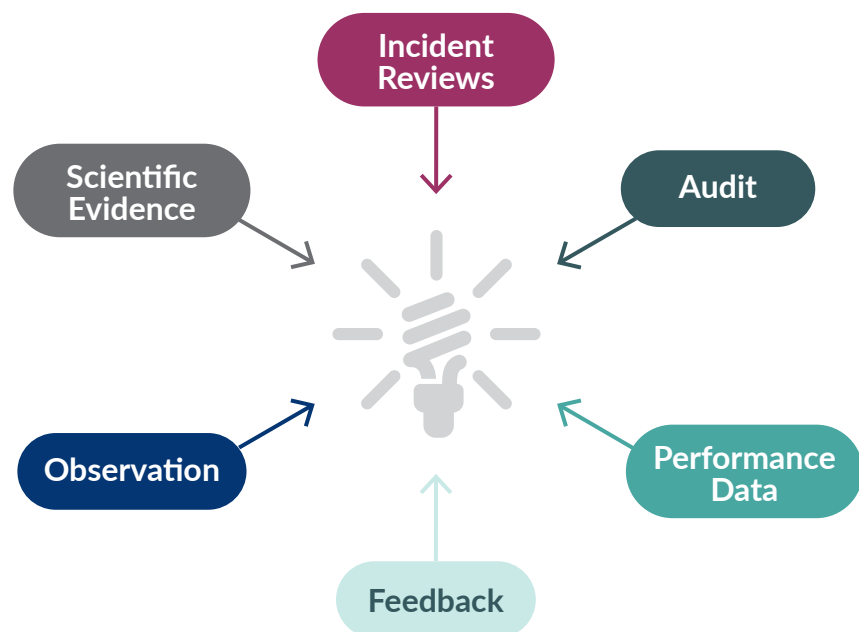 Incident
Reviews
Scientific
Evidence
Audit
Observation
Performance
Data
Feedback